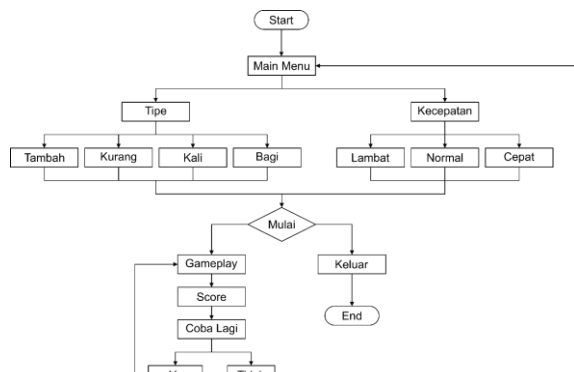 Start
Main Menu
Tipe
Kecepatan
Tambah
Kurang
Kali
Bagi
Lambat
Normal
Cepat
Mulai
Gameplay
Keluar
Score
End
Coba Lagi